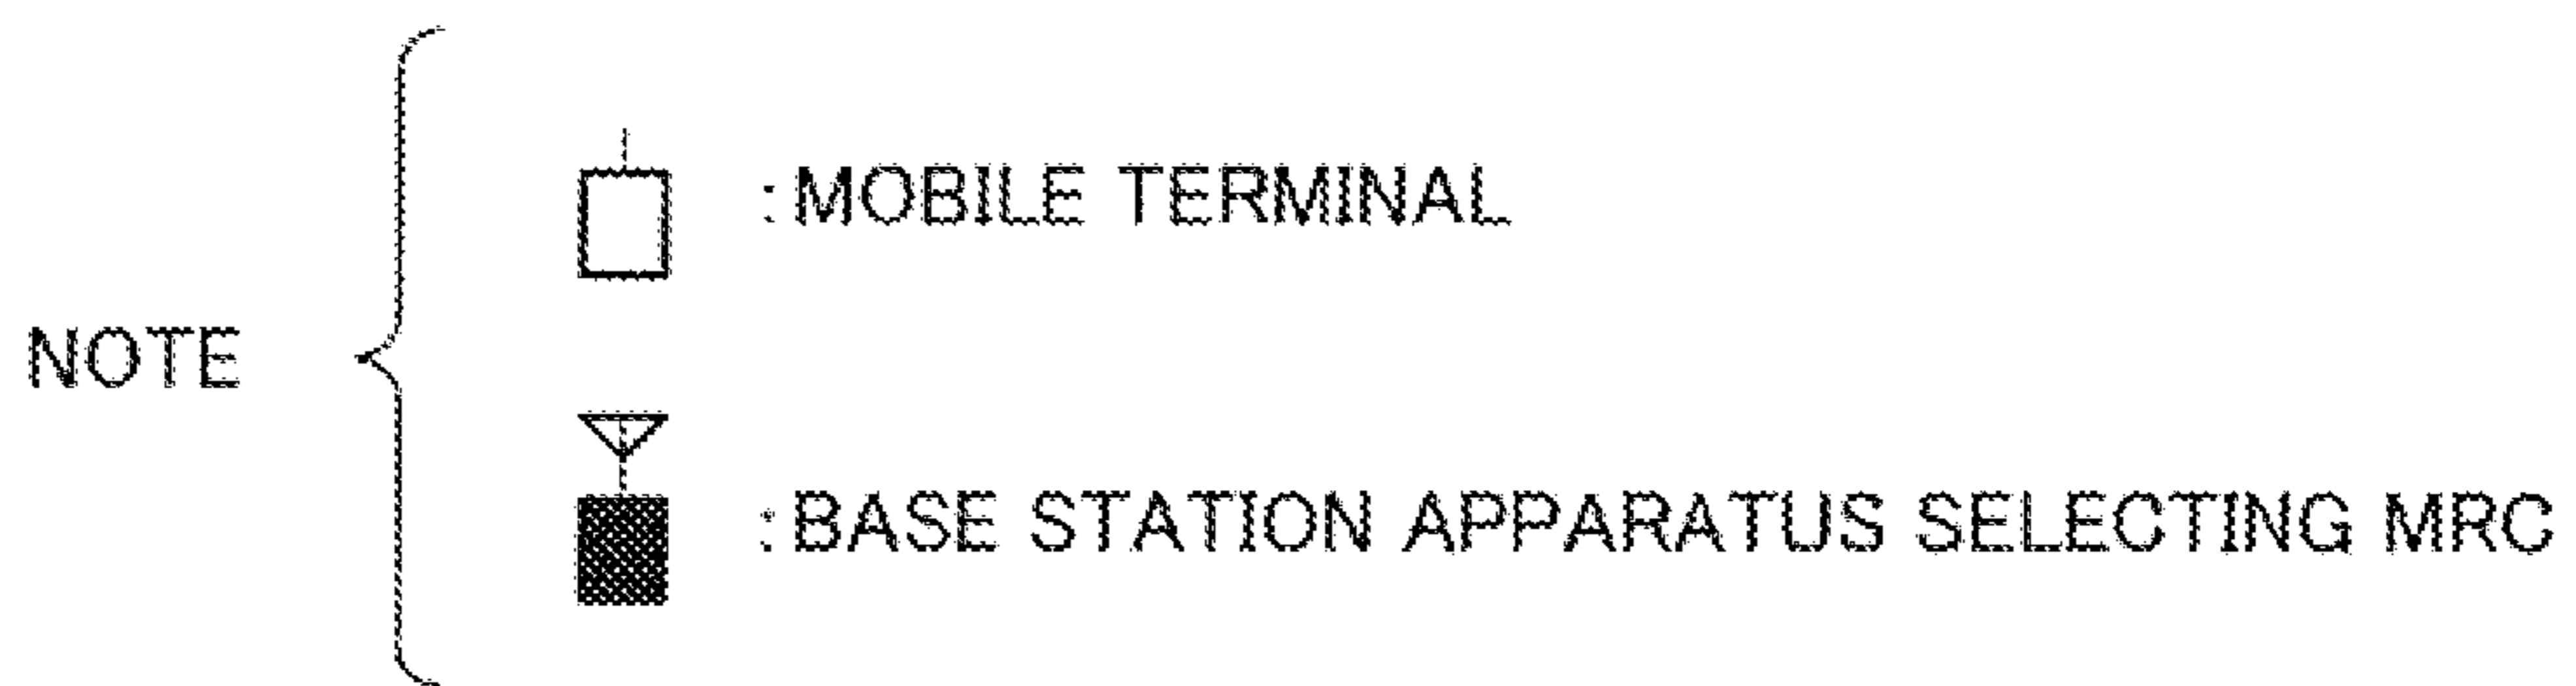 : MOBILE TERMINAL
NOTE
: BASE STATION APPARATUS SELECTING MRC